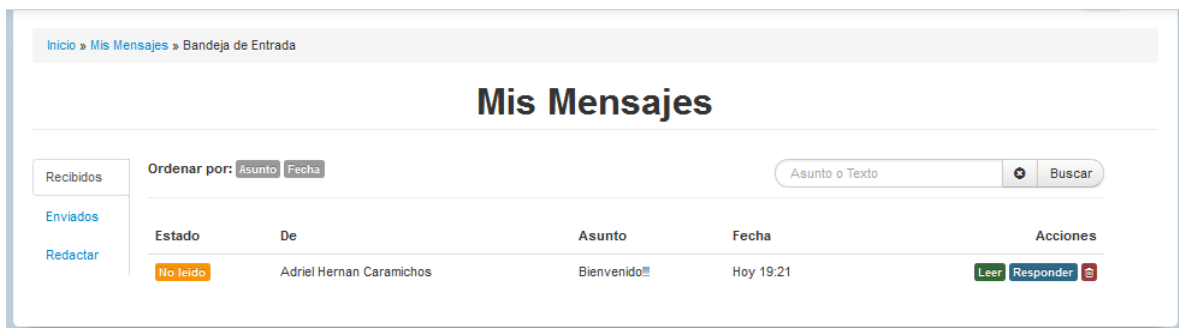 Inicio » Mis Mensajes » Bandeja de Entrada
Mis Mensajes
Recibidos
Enviados
Redactar
Ordenar por: Asunto Fecha
Asunto o Texto Buscar
Estado De Asunto Fecha Acciones
No leído Adriel Hernan Caramichos Bienvenido!!! Hoy 19:21 Leer Responder